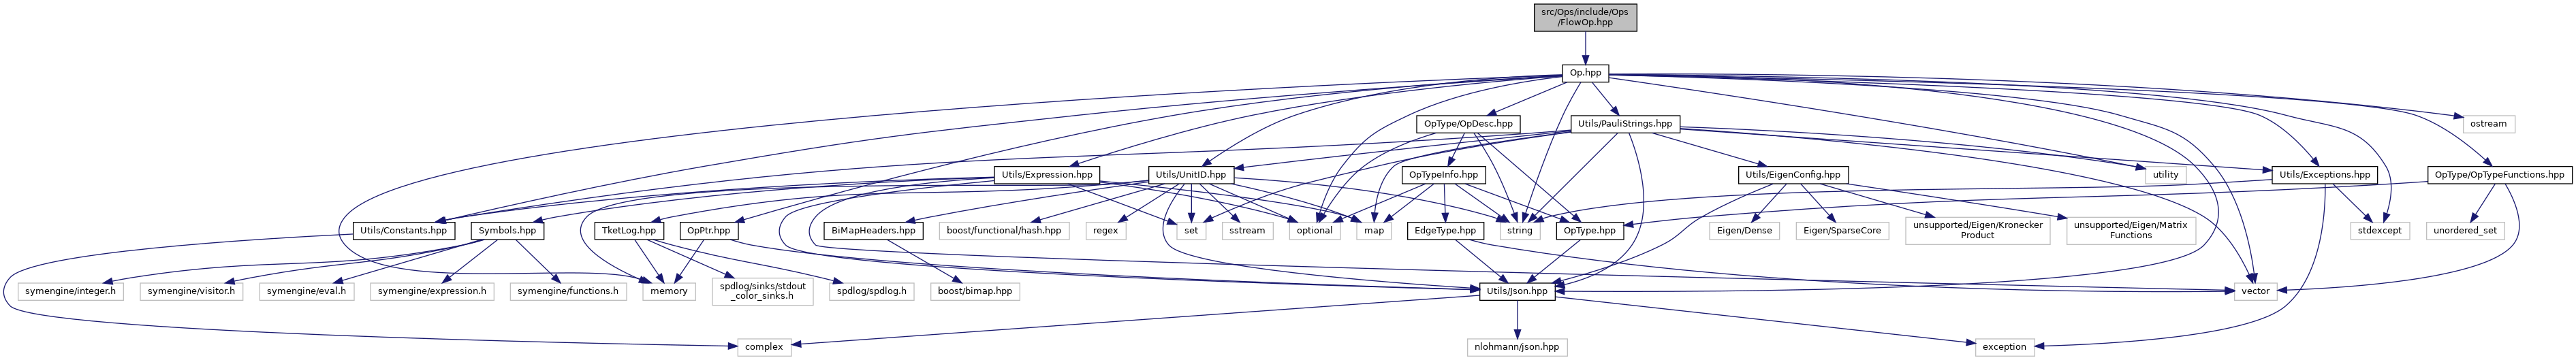 src/Ops/include/Ops
/FlowOp.hpp
Op.hpp
ostream
OpType/OpDesc.hpp
Utils/PauliStrings.hpp
Utils/Expression.hpp
Utils/UnitID.hpp
OpTypeInfo.hpp
Utils/EigenConfig.hpp
utility
Utils/Exceptions.hpp
OpType/OpTypeFunctions.hpp
Utils/Constants.hpp
Symbols.hpp
TketLog.hpp
OpPtr.hpp
BiMapHeaders.hpp
boost/functional/hash.hpp
regex
set
sstream
optional
map
EdgeType.hpp
string
OpType.hpp
Eigen/Dense
Eigen/SparseCore
unsupported/Eigen/Kronecker
Product
unsupported/Eigen/Matrix
Functions
stdexcept
unordered_set
symengine/integer.h
symengine/visitor.h
symengine/eval.h
symengine/expression.h
symengine/functions.h
memory
spdlog/sinks/stdout
_color_sinks.h
spdlog/spdlog.h
boost/bimap.hpp
Utils/Json.hpp
vector
complex
nlohmann/json.hpp
exception